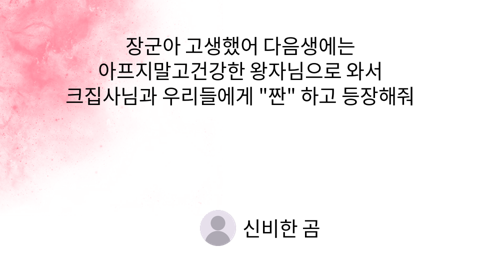 장군아 고생했어 다음생에는
아프지말고건강한 왕자님으로 와서
크집사님과 우리들에게 "짠" 하고 등장해줘
신비한 곰